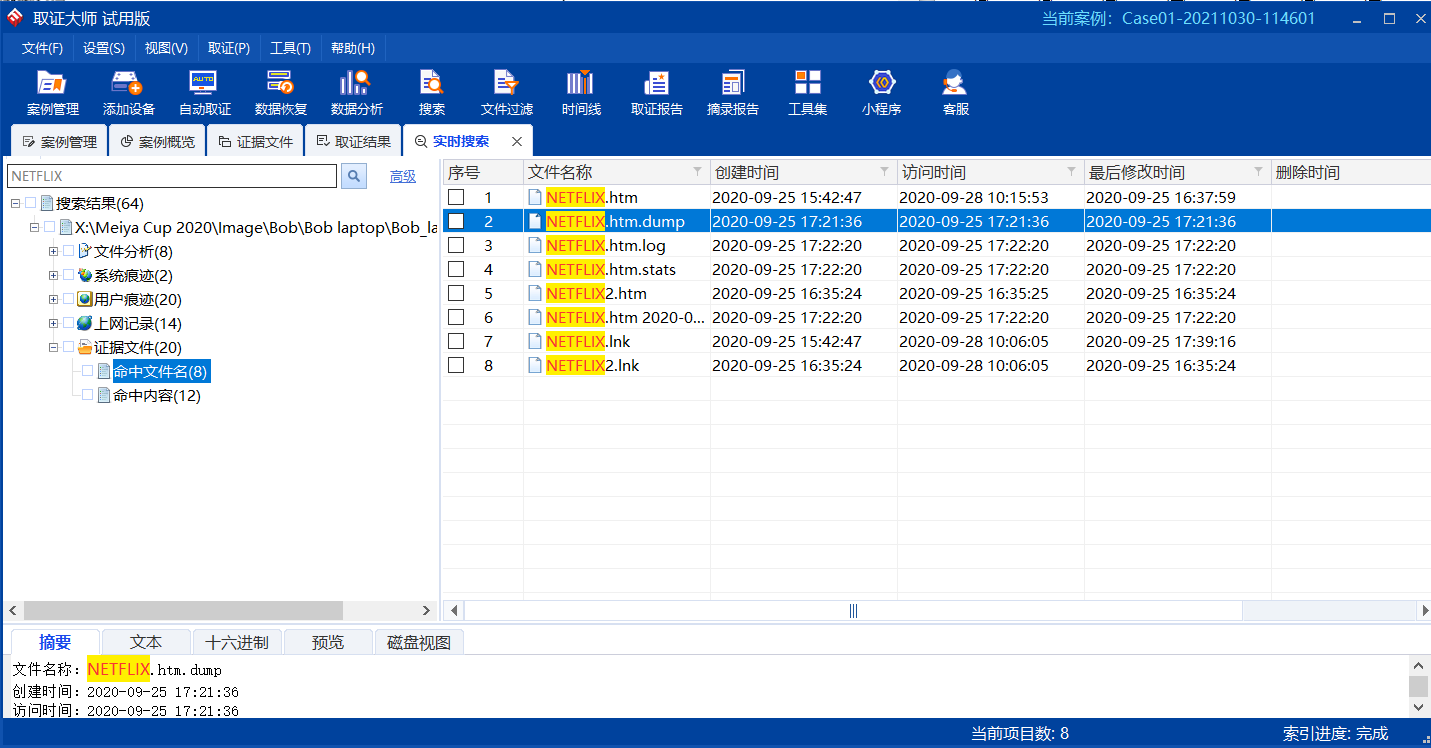 取证大师 试用版
当前案例：Case01-20211030-114601
文件(F) 设置(S) 视图(V) 取证(P) 工具(T) 帮助(H)
AUTO
案例管理 添加设备 自动取证 数据恢复 数据分析 搜索 文件过滤 时间线 取证报告 摘录报告 工具集 小程序 客服
案例管理 案例概览 证据文件 取证结果 实时搜索
NETFLIX 高级
搜索结果(64)
X:\Meiya Cup 2020\Image\Bob\Bob laptop\Bob_la
文件分析(8)
系统痕迹(2)
用户痕迹(20)
上网记录(14)
证据文件(20)
命中文件名(8)
命中内容(12)
序号 文件名称 创建时间 访问时间 最后修改时间 删除时间
1 NETFLIX.htm 2020-09-25 15:42:47 2020-09-28 10:15:53 2020-09-25 16:37:59
2 NETFLIX.htm.dump 2020-09-25 17:21:36 2020-09-25 17:21:36 2020-09-25 17:21:36
3 NETFLIX.htm.log 2020-09-25 17:22:20 2020-09-25 17:22:20 2020-09-25 17:22:20
4 NETFLIX.htm.stats 2020-09-25 17:22:20 2020-09-25 17:22:20 2020-09-25 17:22:20
5 NETFLIX2.htm 2020-09-25 16:35:24 2020-09-25 16:35:25 2020-09-25 16:35:24
6 NETFLIX.htm 2020-0... 2020-09-25 17:22:20 2020-09-25 17:22:20 2020-09-25 17:22:20
7 NETFLIX.lnk 2020-09-25 15:42:47 2020-09-28 10:06:05 2020-09-25 17:39:16
8 NETFLIX2.lnk 2020-09-25 16:35:24 2020-09-28 10:06:05 2020-09-25 16:35:24
摘要 文本 十六进制 预览 磁盘视图
文件名称：NETFLIX.htm.dump
创建时间：2020-09-25 17:21:36
访问时间：2020-09-25 17:21:36
当前项目数: 8
索引进度: 完成